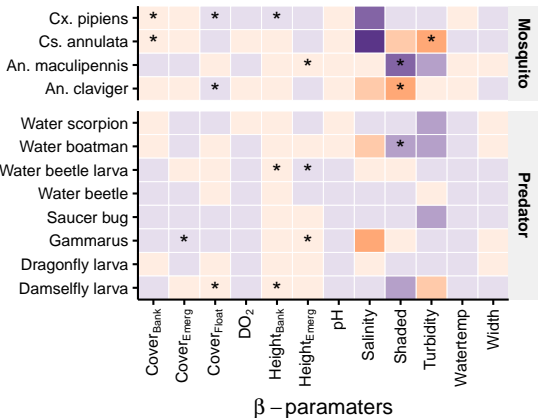 Cx. pipiens * * *
Cs. annulata * *
An. maculipennis * *
An. claviger * *
Mosquito
Water scorpion
Water boatman *
Water beetle larva * *
Water beetle
Saucer bug
Gammarus * *
Dragonfly larva
Damselfly larva * *
Predator
Cover_Bank
Cover_Emerg
Cover_Float
DO₂
Height_Bank
Height_Emerg
pH
Salinity
Shaded
Turbidity
Watertemp
Width
β – paramaters